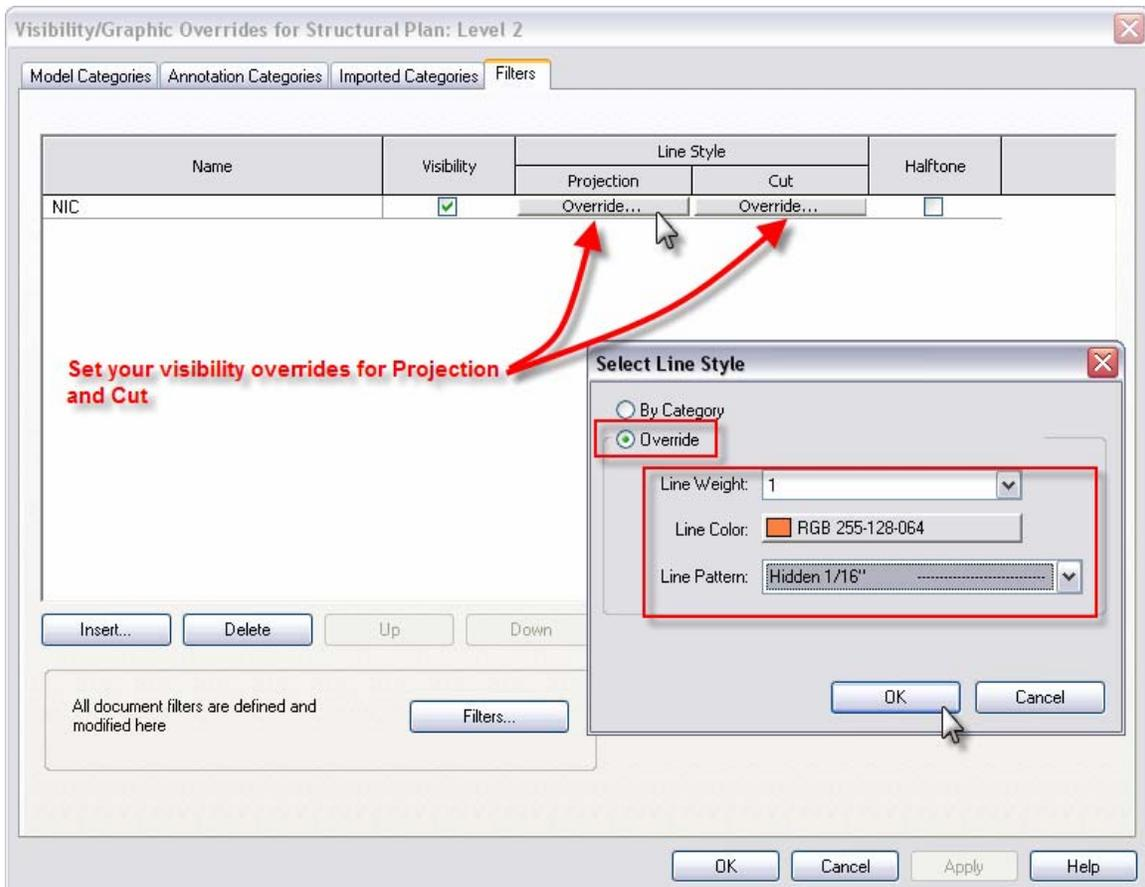 Visibility/Graphic Overrides for Structural Plan: Level 2
Model Categories Annotation Categories Imported Categories Filters
Name Visibility Line Style Halftone
Projection Cut
NIC Override... Override...
Set your visibility overrides for Projection
and Cut
Select Line Style
By Category
Override
Line Weight: 1
Line Color: RGB 255-128-064
Line Pattern: Hidden 1/16"
OK Cancel
Insert... Delete Up Down
All document filters are defined and
modified here
Filters...
OK Cancel Apply Help